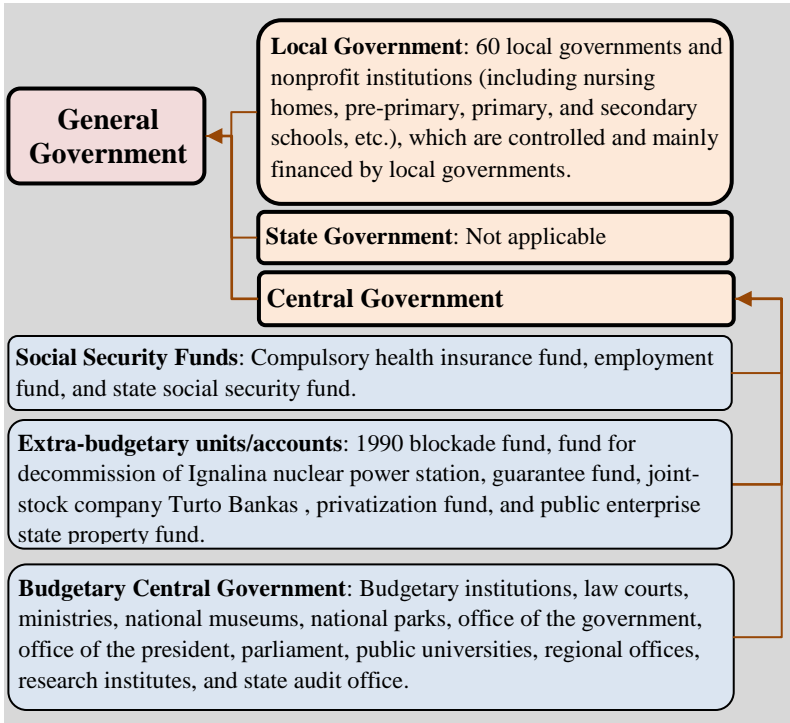 General
Government
Local Government: 60 local governments and
nonprofit institutions (including nursing
homes, pre-primary, primary, and secondary
schools, etc.), which are controlled and mainly
financed by local governments.
State Government: Not applicable
Central Government
Social Security Funds: Compulsory health insurance fund, employment
fund, and state social security fund.
Extra-budgetary units/accounts: 1990 blockade fund, fund for
decommission of Ignalina nuclear power station, guarantee fund, joint-
stock company Turto Bankas , privatization fund, and public enterprise
state property fund.
Budgetary Central Government: Budgetary institutions, law courts,
ministries, national museums, national parks, office of the government,
office of the president, parliament, public universities, regional offices,
research institutes, and state audit office.